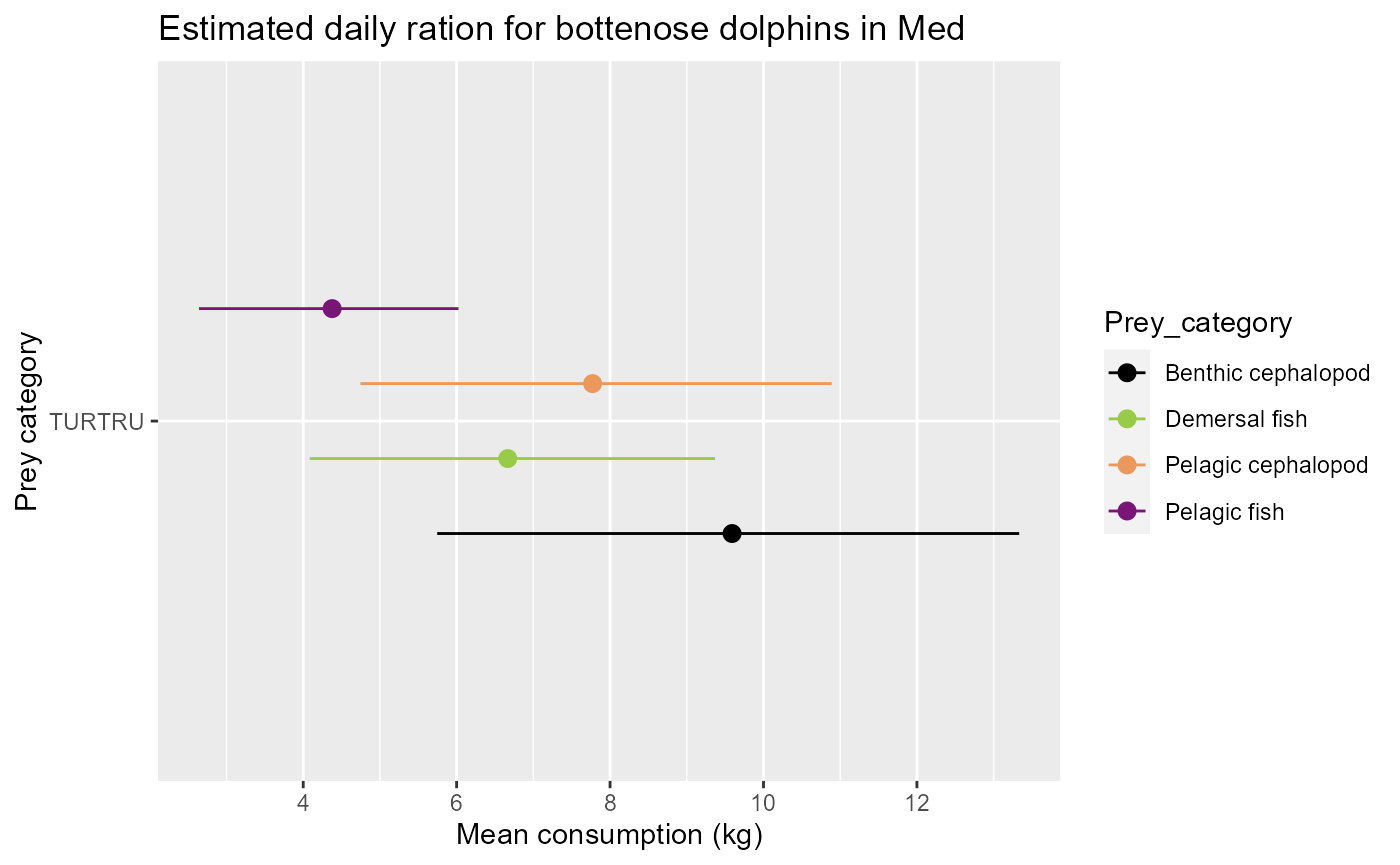 Estimated daily ration for bottenose dolphins in Med
Prey category
TURTRU
4 6 8 10 12
Mean consumption (kg)
Prey_category
Benthic cephalopod
Demersal fish
Pelagic cephalopod
Pelagic fish